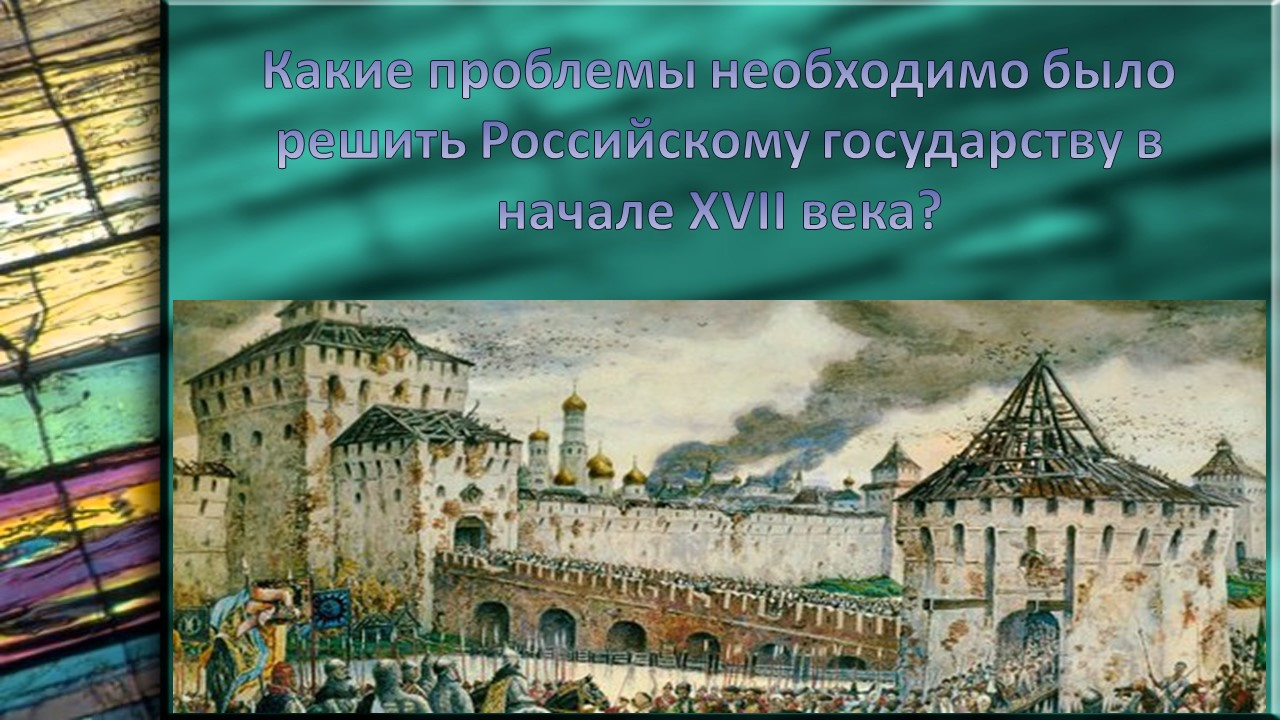 Какие проблемы необходимо было
решить Российскому государству в
начале XVII века?